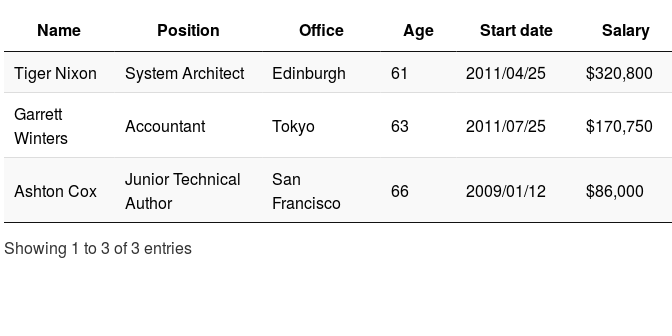 Name Position Office Age Start date Salary
Tiger Nixon System Architect Edinburgh 61 2011/04/25 $320,800
Garrett Winters Accountant Tokyo 63 2011/07/25 $170,750
Ashton Cox Junior Technical Author San Francisco 66 2009/01/12 $86,000
Showing 1 to 3 of 3 entries